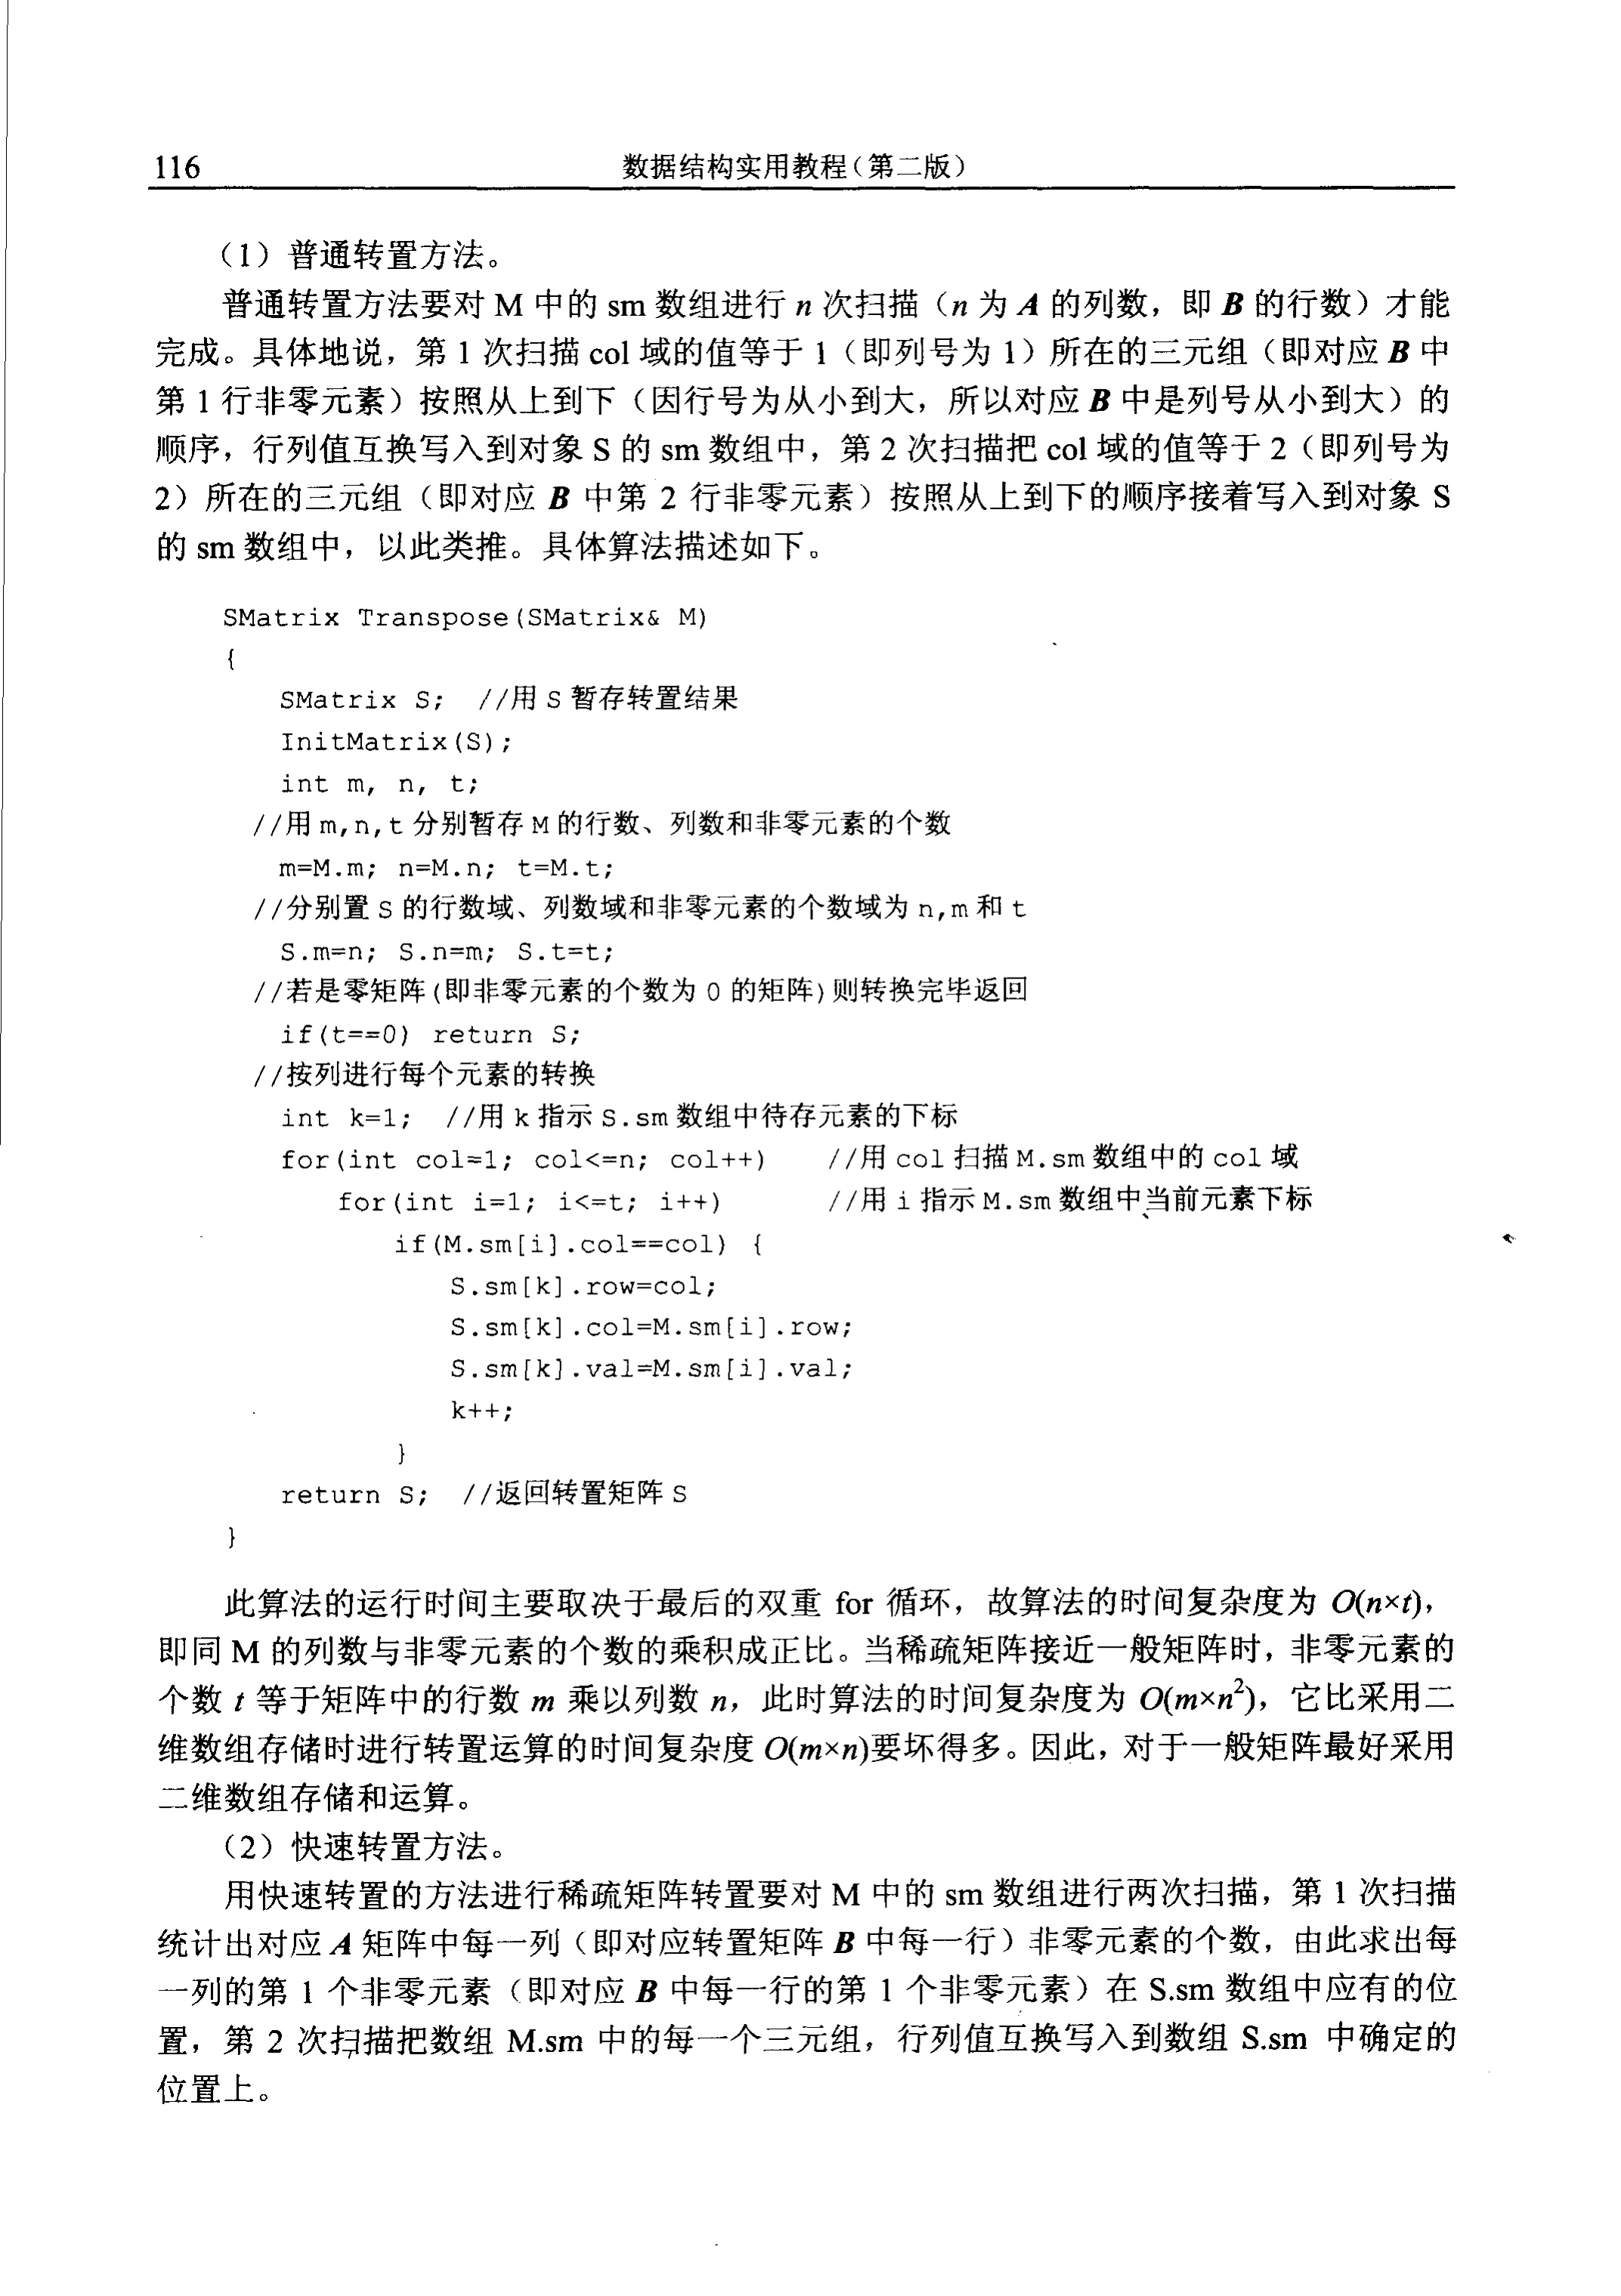 116 数据结构实用教程(第二版)
(1)普通转置方法。
普通转置方法要对 M 中的 sm 数组进行 n 次扫描(n 为 A 的列数,即 B 的行数)才能
完成。具体地说,第 1 次扫描 col 域的值等于 1(即列号为 1)所在的三元组(即对应 B 中
第 1 行非零元素)按照从上到下(因行号为从小到大,所以对应 B 中是列号从小到大)的
顺序,行列值互换写入到对象 S 的 sm 数组中,第 2 次扫描把 col 域的值等于 2(即列号为
2)所在的三元组(即对应 B 中第 2 行非零元素)按照从上到下的顺序接着写入到对象 S
的 sm 数组中,以此类推。具体算法描述如下。
SMatrix Transpose(SMatrix& M)
{
SMatrix S; //用 S 暂存转置结果
InitMatrix(S);
int m, n, t;
//用 m,n,t 分别暂存 M 的行数、列数和非零元素的个数
m=M.m; n=M.n; t=M.t;
//分别置 S 的行数域、列数域和非零元素的个数域为 n,m 和 t
S.m=n; S.n=m; S.t=t;
//若是零矩阵(即非零元素的个数为 0 的矩阵)则转换完毕返回
if(t==0) return S;
//按列进行每个元素的转换
int k=1; //用 k 指示 S.sm 数组中待存元素的下标
for(int col=1; col<=n; col++) //用 col 扫描 M.sm 数组中的 col 域
for(int i=1; i<=t; i++) //用 i 指示 M.sm 数组中当前元素下标
if(M.sm[i].col==col) {
S.sm[k].row=col;
S.sm[k].col=M.sm[i].row;
S.sm[k].val=M.sm[i].val;
k++;
}
return S; //返回转置矩阵 S
}
此算法的运行时间主要取决于最后的双重 for 循环,故算法的时间复杂度为 O(n×t),
即同 M 的列数与非零元素的个数的乘积成正比。当稀疏矩阵接近一般矩阵时,非零元素的
个数 t 等于矩阵中的行数 m 乘以列数 n,此时算法的时间复杂度为 O(m×n²),它比采用二
维数组存储时进行转置运算的时间复杂度 O(m×n)要坏得多。因此,对于一般矩阵最好采用
二维数组存储和运算。
(2)快速转置方法。
用快速转置的方法进行稀疏矩阵转置要对 M 中的 sm 数组进行两次扫描,第 1 次扫描
统计出对应 A 矩阵中每一列(即对应转置矩阵 B 中每一行)非零元素的个数,由此求出每
一列的第 1 个非零元素(即对应 B 中每一行的第 1 个非零元素)在 S.sm 数组中应有的位
置,第 2 次扫描把数组 M.sm 中的每一个三元组,行列值互换写入到数组 S.sm 中确定的
位置上。